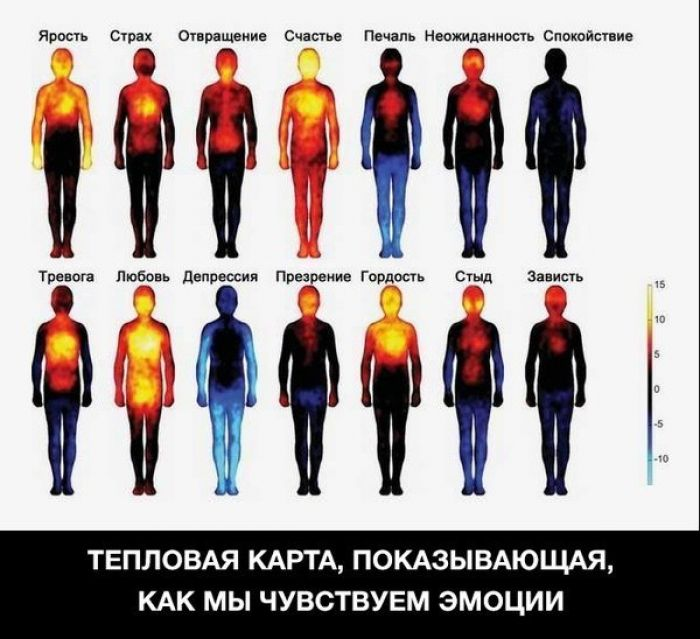 Ярость Страх Отвращение Счастье Печаль Неожиданность Спокойствие
Тревога Любовь Депрессия Презрение Гордость Стыд Зависть
15
10
5
0
-5
-10
ТЕПЛОВАЯ КАРТА, ПОКАЗЫВАЮЩАЯ,
КАК МЫ ЧУВСТВУЕМ ЭМОЦИИ